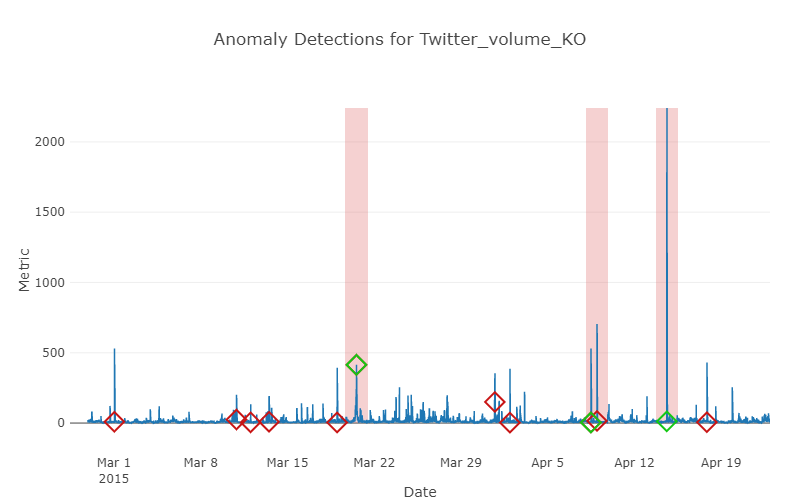 Anomaly Detections for Twitter_volume_KO
2000
1500
1000
500
0
Metric
Mar 1
2015
Mar 8
Mar 15
Mar 22
Mar 29
Apr 5
Apr 12
Apr 19
Date